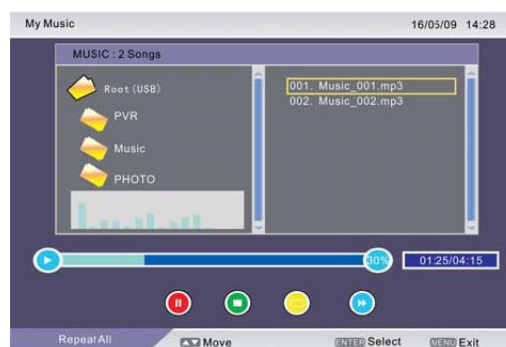 My Music
16/05/09 14:28
MUSIC : 2 Songs
Root (USB)
PVR
Music
PHOTO
001. Music_001.mp3
002. Music_002.mp3
30%
01:25/04:15
Repeat All
Move
ENTER Select
MENU Exit